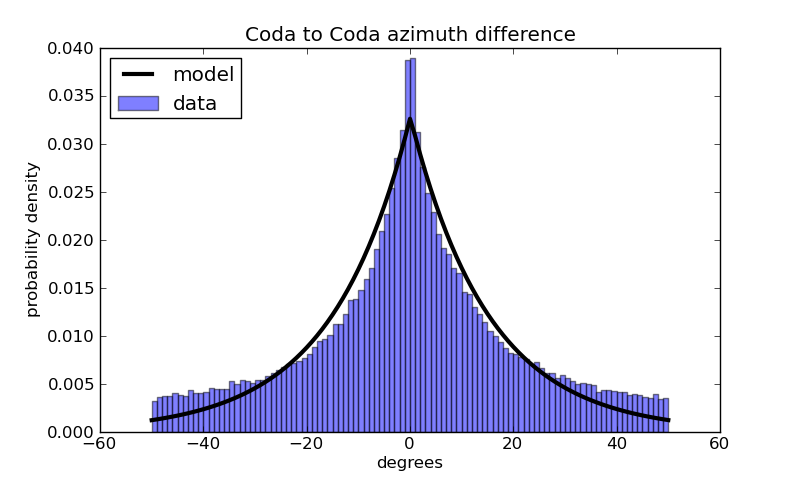 Coda to Coda azimuth difference
0.040
0.035
0.030
0.025
0.020
0.015
0.010
0.005
0.000
model
data
probability density
−60 −40 −20 0 20 40 60
degrees